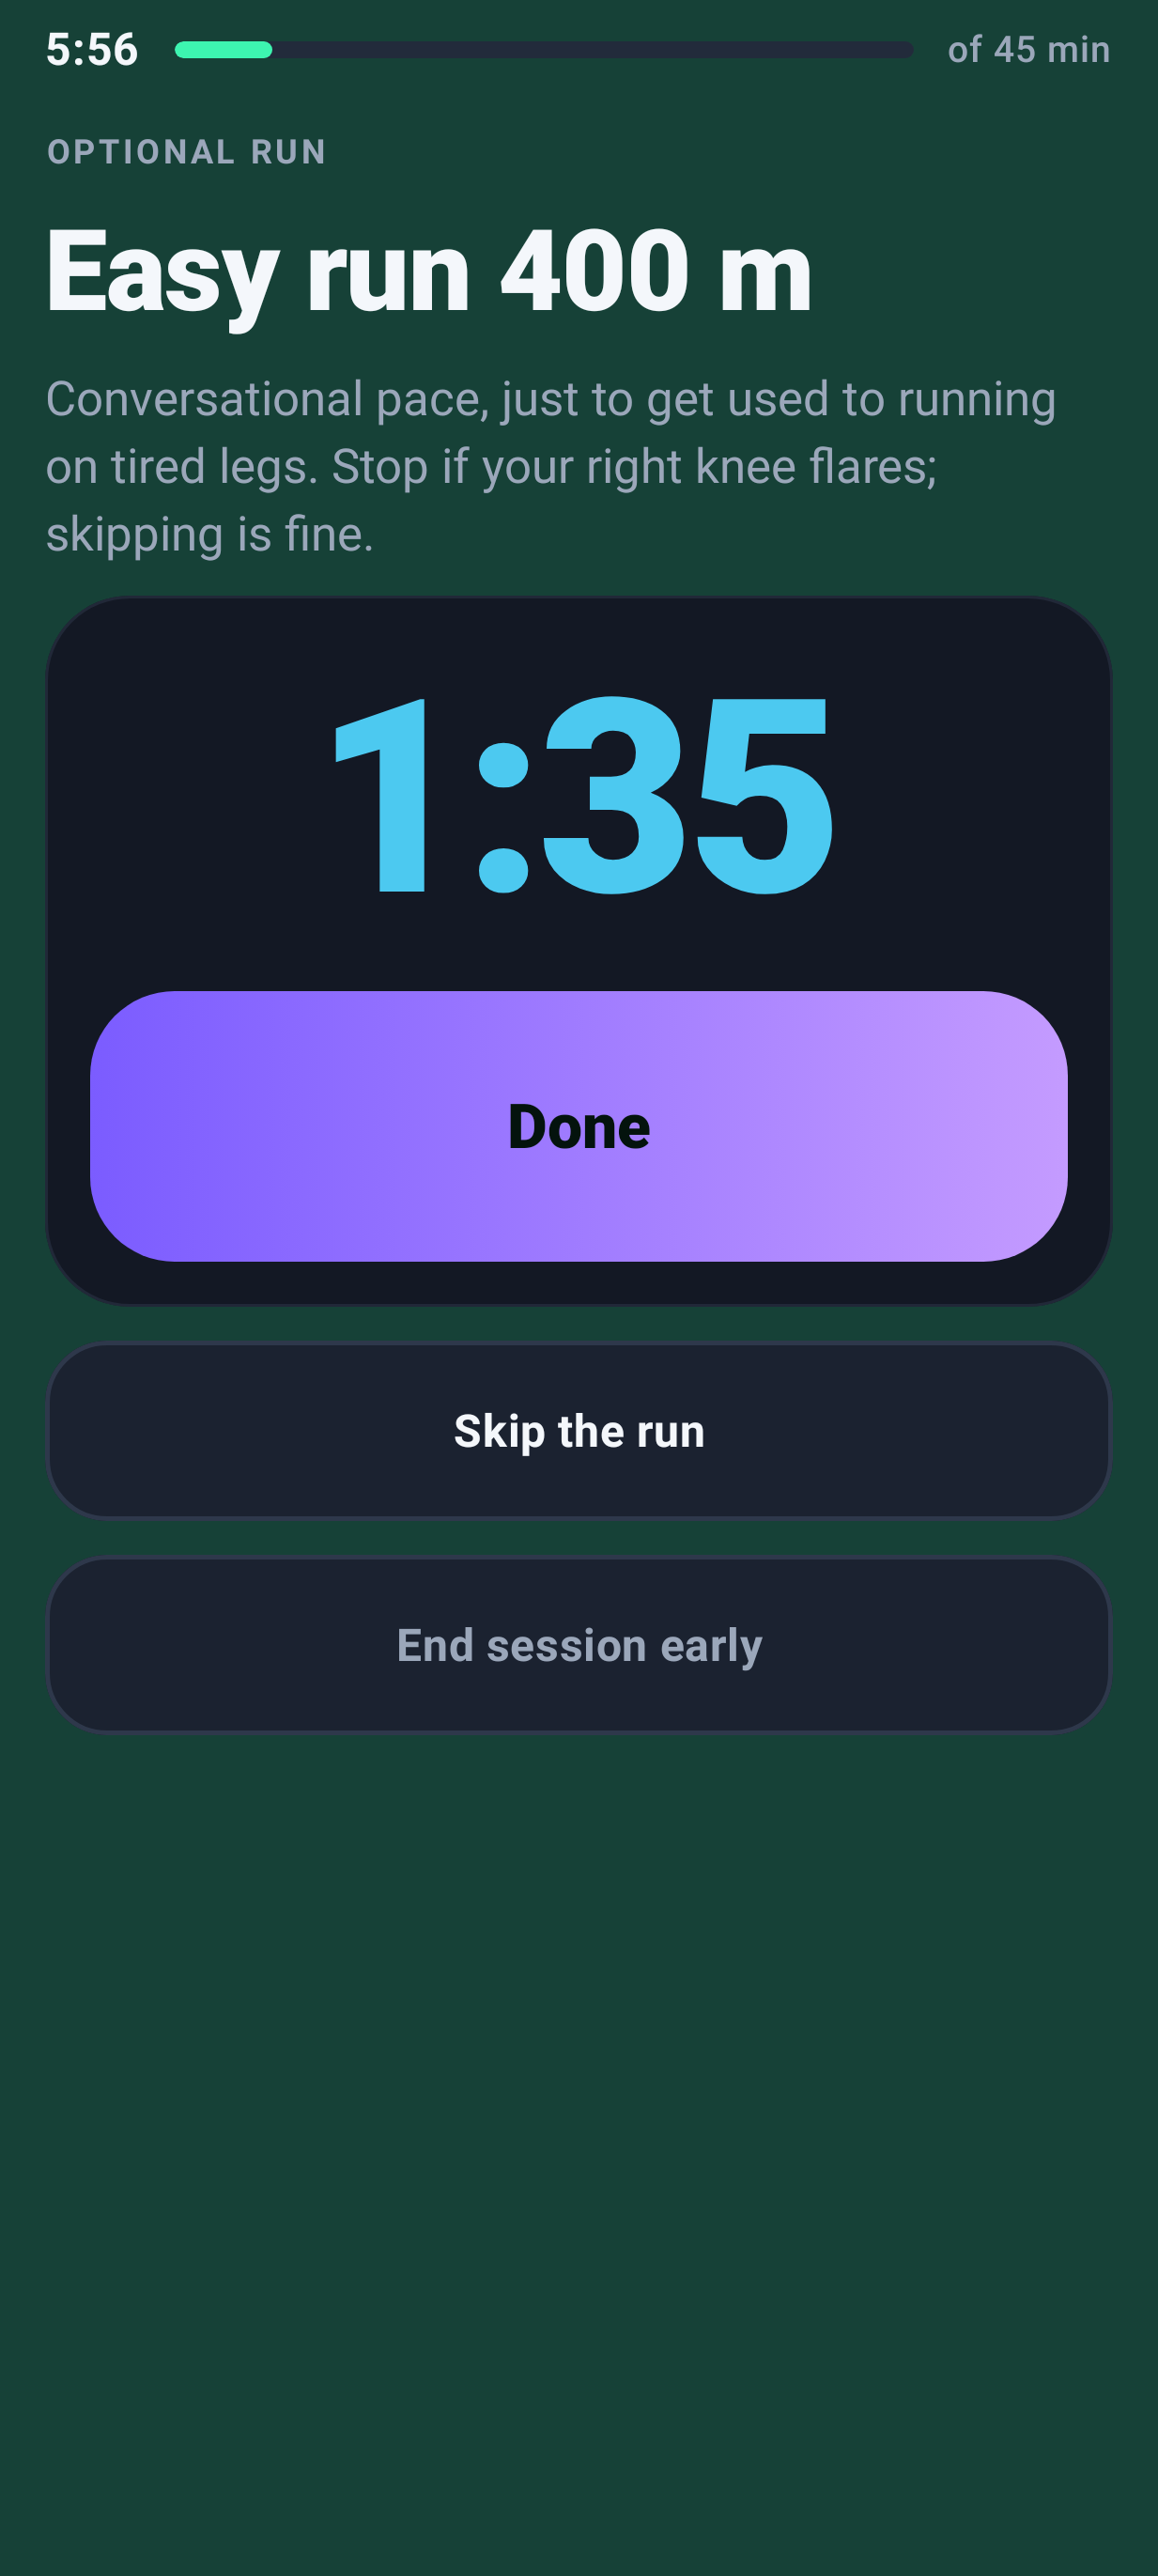 5:56
of 45 min
OPTIONAL RUN
Easy run 400 m
Conversational pace, just to get used to running
on tired legs. Stop if your right knee flares;
skipping is fine.
1:35
Done
Skip the run
End session early